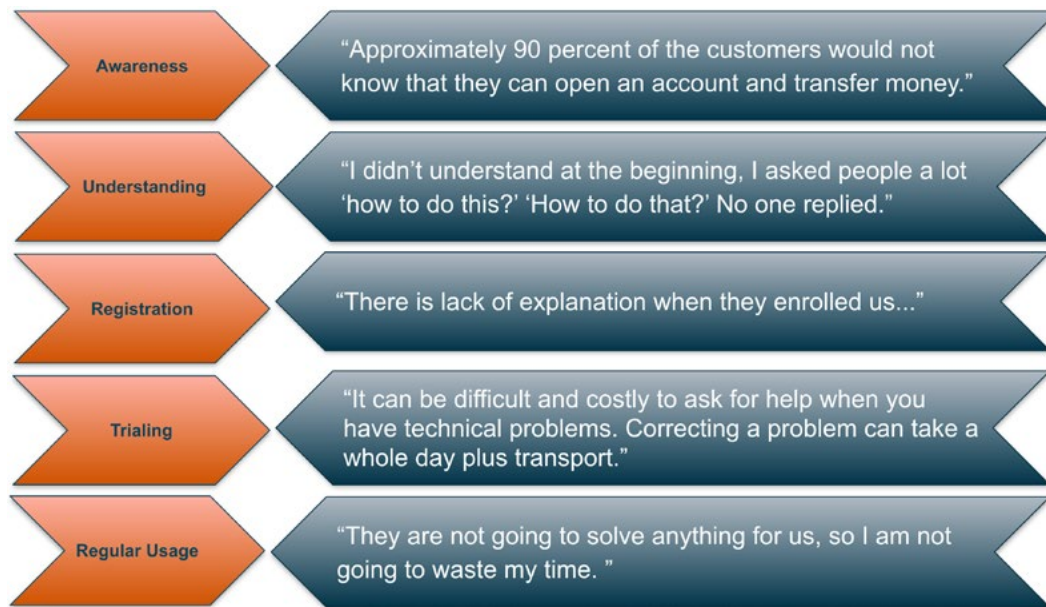 Awareness
“Approximately 90 percent of the customers would not
know that they can open an account and transfer money.”
Understanding
“I didn’t understand at the beginning, I asked people a lot
‘how to do this?’ ‘How to do that?’ No one replied.”
Registration
“There is lack of explanation when they enrolled us...”
Trialing
“It can be difficult and costly to ask for help when you
have technical problems. Correcting a problem can take a
whole day plus transport.”
Regular Usage
“They are not going to solve anything for us, so I am not
going to waste my time. ”